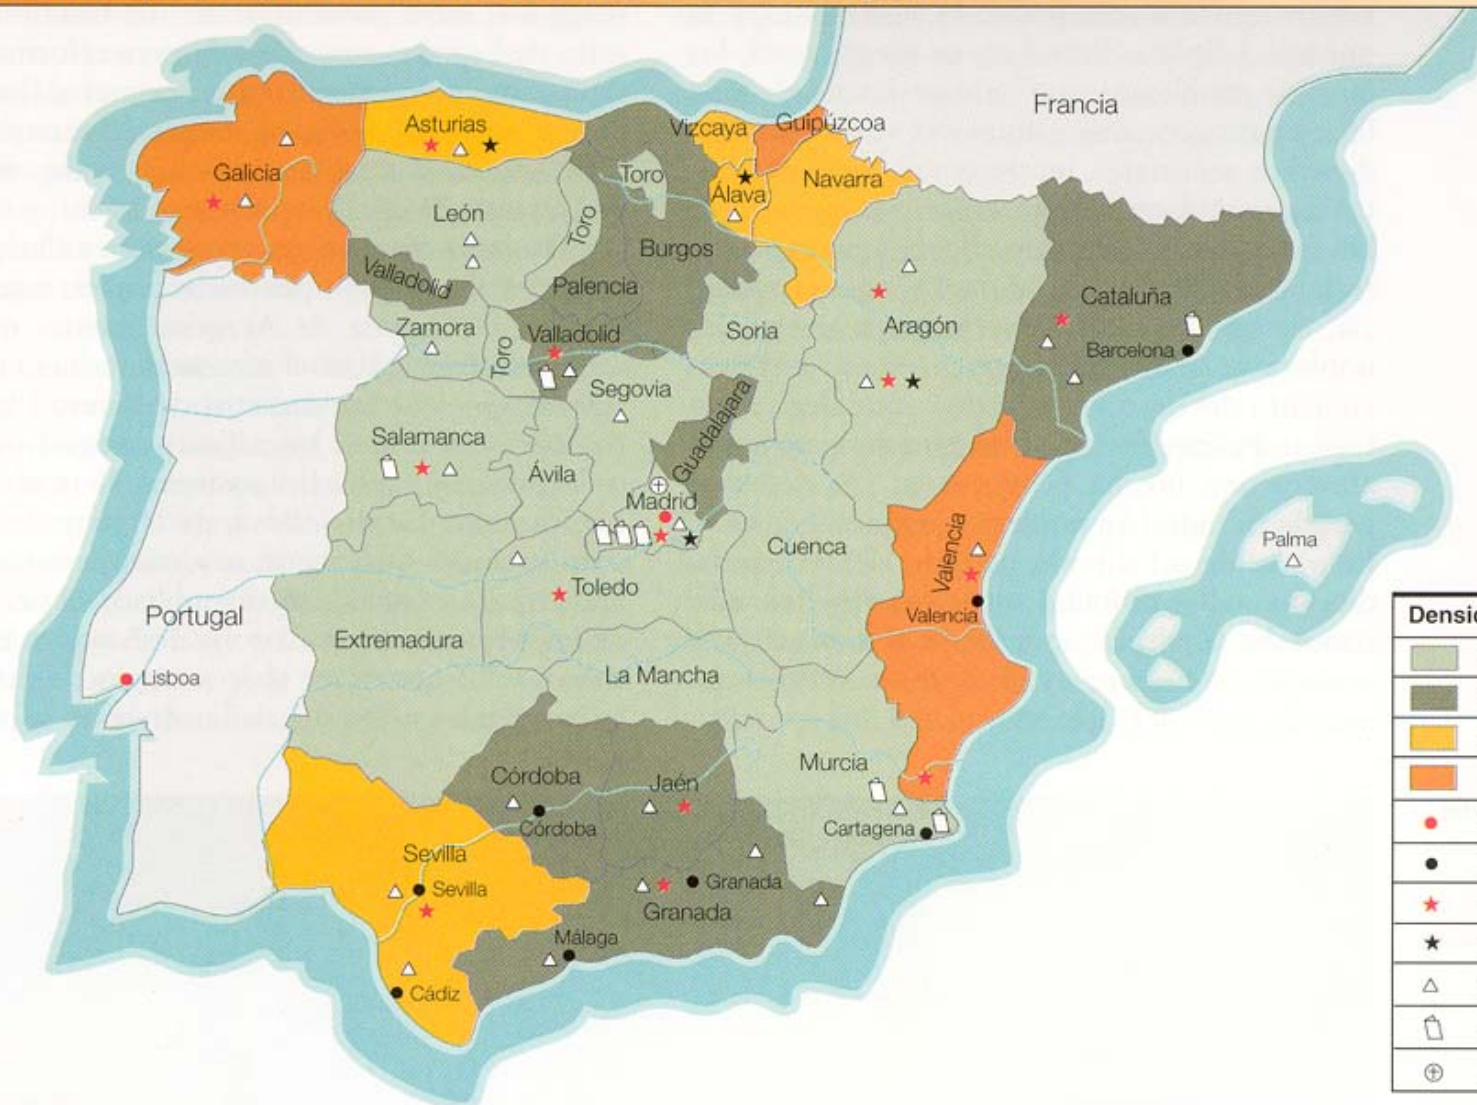 Francia
Asturias
Vizcaya
Guipúzcoa
Galicia
Toro
Álava
Navarra
León
Toro
Burgos
Valladolid
Palencia
Cataluña
Zamora
Toro
Valladolid
Soria
Aragón
Barcelona
Segovia
Guadalajara
Salamanca
Ávila
Madrid
Cuenca
Valencia
Palma
Portugal
Toledo
Valencia
Densid
Extremadura
Lisboa
La Mancha
Córdoba
Jaén
Murcia
Córdoba
Cartagena
Sevilla
Sevilla
Granada
Granada
Málaga
Cádiz